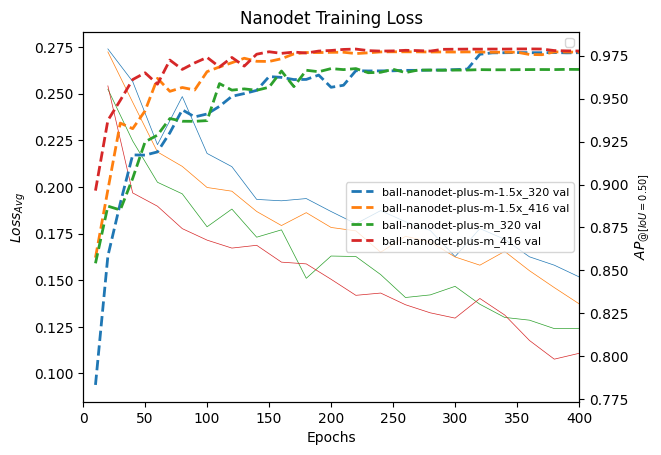 Nanodet Training Loss
0.275
0.250
0.225
0.200
0.175
0.150
0.125
0.100
Loss_Avg
0.975
0.950
0.925
0.900
0.875
0.850
0.825
0.800
0.775
AP_@[IoU=0.50]
ball-nanodet-plus-m-1.5x_320 val
ball-nanodet-plus-m-1.5x_416 val
ball-nanodet-plus-m_320 val
ball-nanodet-plus-m_416 val
0 50 100 150 200 250 300 350 400
Epochs